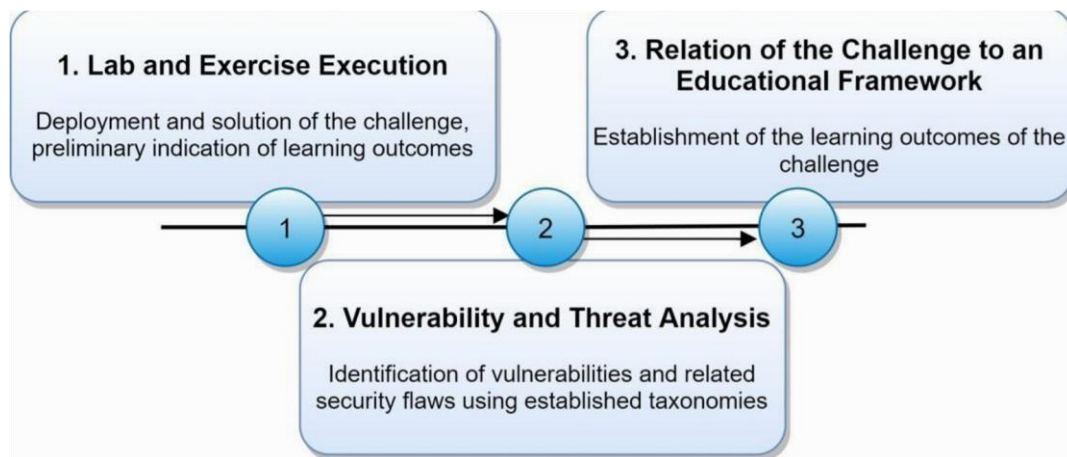 1. Lab and Exercise Execution
Deployment and solution of the challenge,
preliminary indication of learning outcomes
3. Relation of the Challenge to an
Educational Framework
Establishment of the learning outcomes of the
challenge
1
2
3
2. Vulnerability and Threat Analysis
Identification of vulnerabilities and related
security flaws using established taxonomies